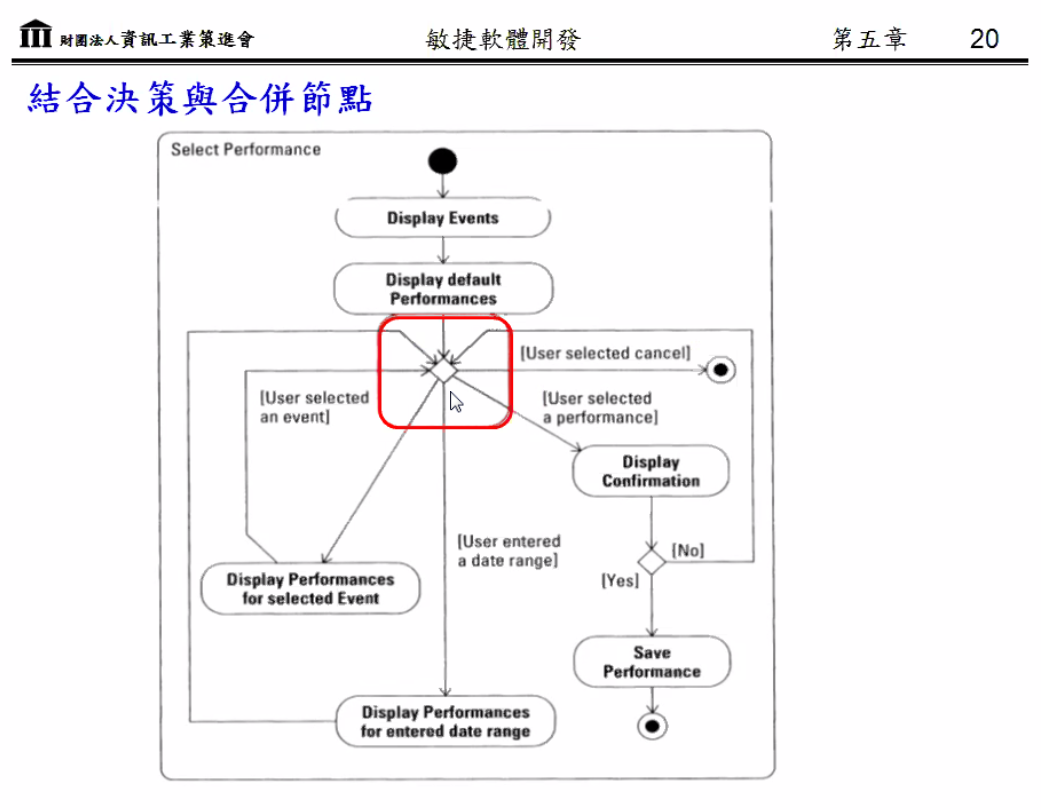 財團法人資訊工業策進會
敏捷軟體開發
第五章
20
結合決策與合併節點
Select Performance
Display Events
Display default
Performances
[User selected cancel]
[User selected
an event]
[User selected
a performance]
Display
Confirmation
[User entered
a date range]
[No]
[Yes]
Display Performances
for selected Event
Save
Performance
Display Performances
for entered date range